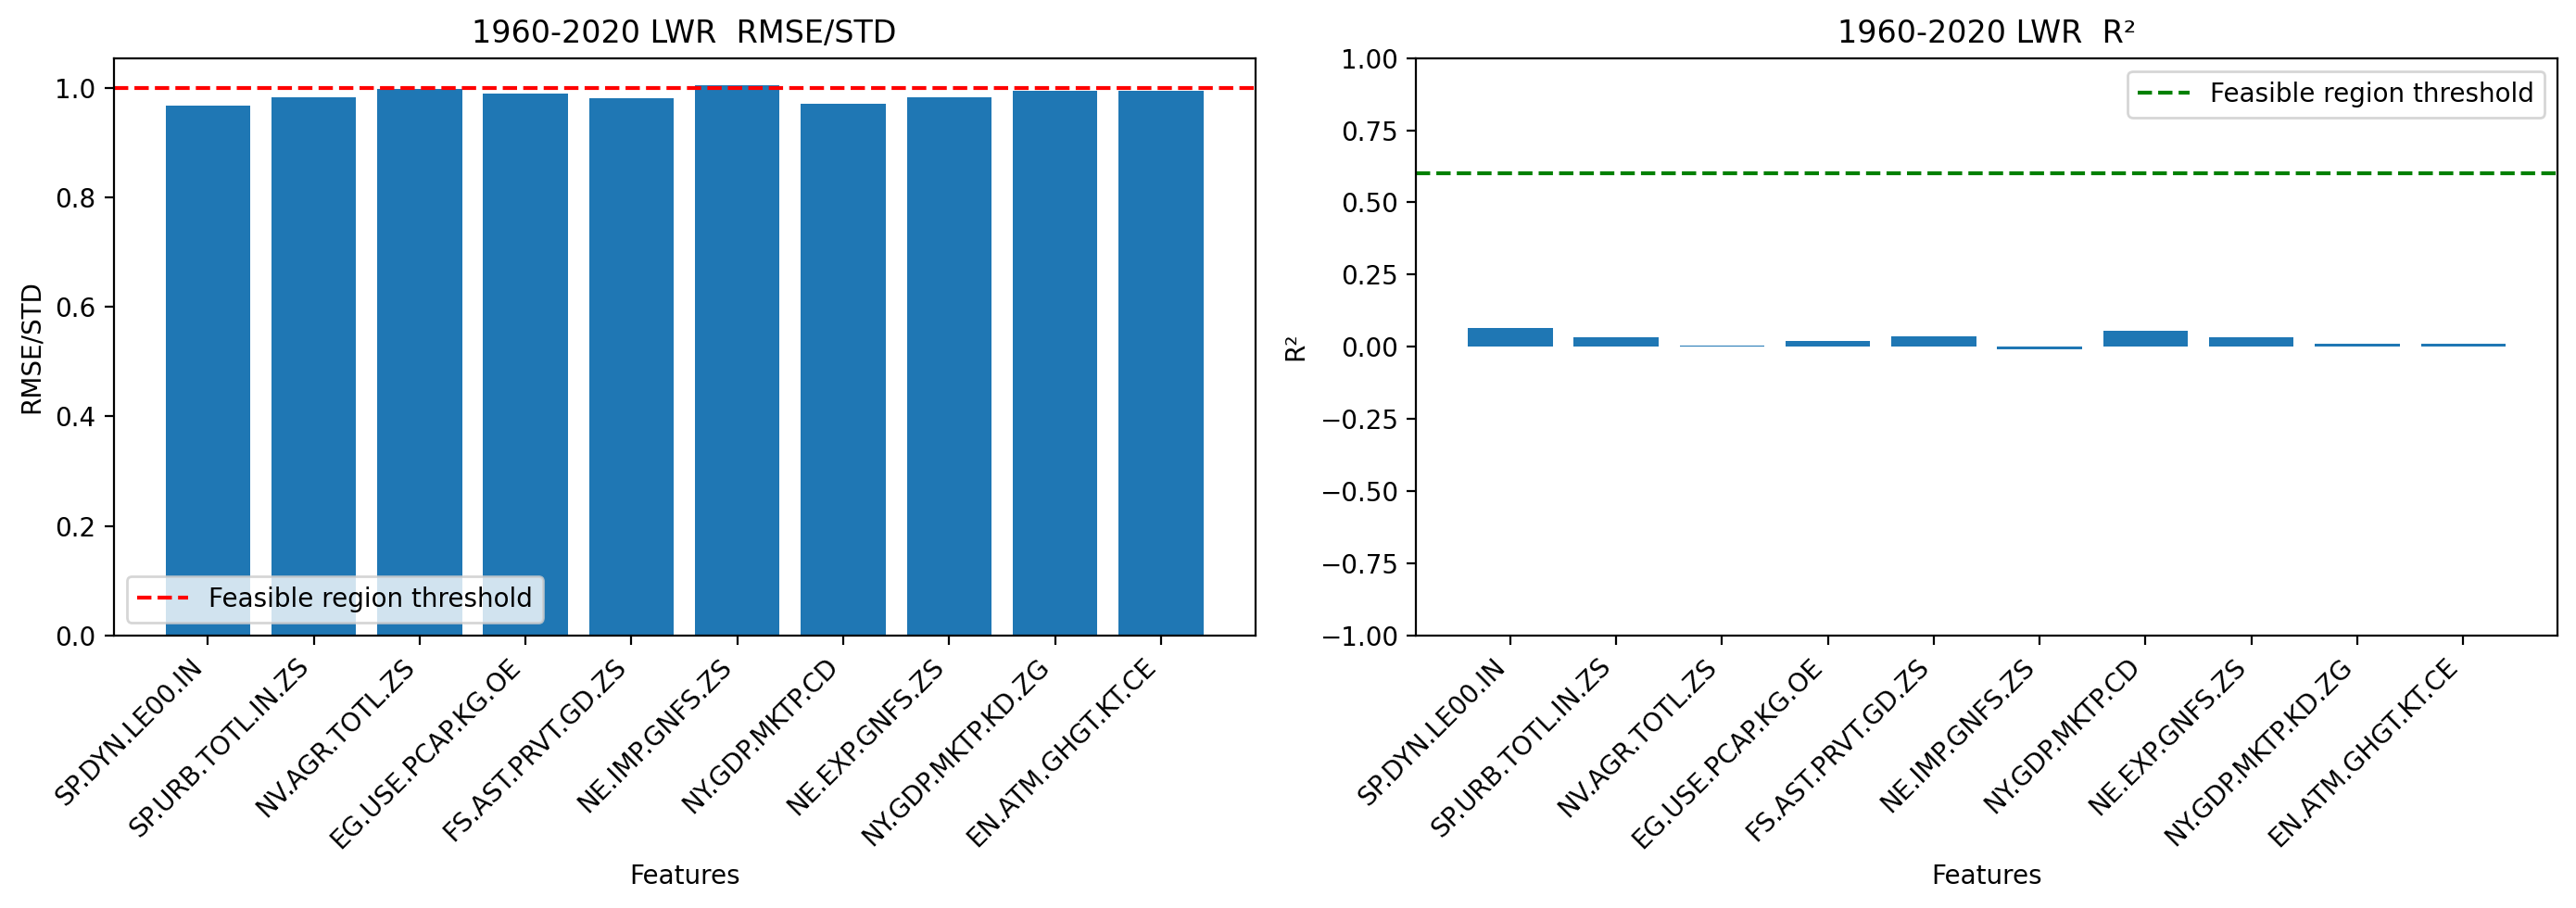 1960-2020 LWR  RMSE/STD
RMSE/STD
1.0
0.8
0.6
0.4
0.2
0.0
Feasible region threshold
SP.DYN.LE00.IN
SP.URB.TOTL.IN.ZS
NV.AGR.TOTL.ZS
EG.USE.PCAP.KG.OE
FS.AST.PRVT.GD.ZS
NE.IMP.GNFS.ZS
NY.GDP.MKTP.CD
NE.EXP.GNFS.ZS
NY.GDP.MKTP.KD.ZG
EN.ATM.GHGT.KT.CE
Features
1960-2020 LWR  R²
R²
1.00
0.75
0.50
0.25
0.00
−0.25
−0.50
−0.75
−1.00
Feasible region threshold
SP.DYN.LE00.IN
SP.URB.TOTL.IN.ZS
NV.AGR.TOTL.ZS
EG.USE.PCAP.KG.OE
FS.AST.PRVT.GD.ZS
NE.IMP.GNFS.ZS
NY.GDP.MKTP.CD
NE.EXP.GNFS.ZS
NY.GDP.MKTP.KD.ZG
EN.ATM.GHGT.KT.CE
Features